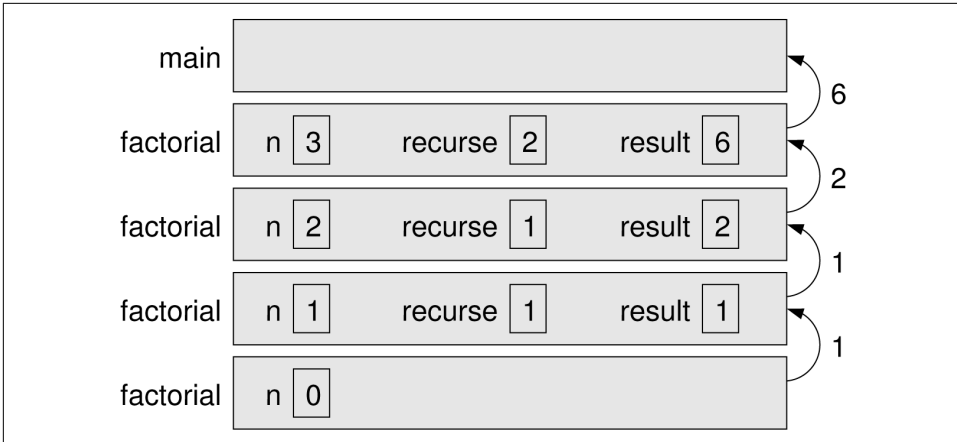 main
6
factorial n 3 recurse 2 result 6
2
factorial n 2 recurse 1 result 2
1
factorial n 1 recurse 1 result 1
1
factorial n 0